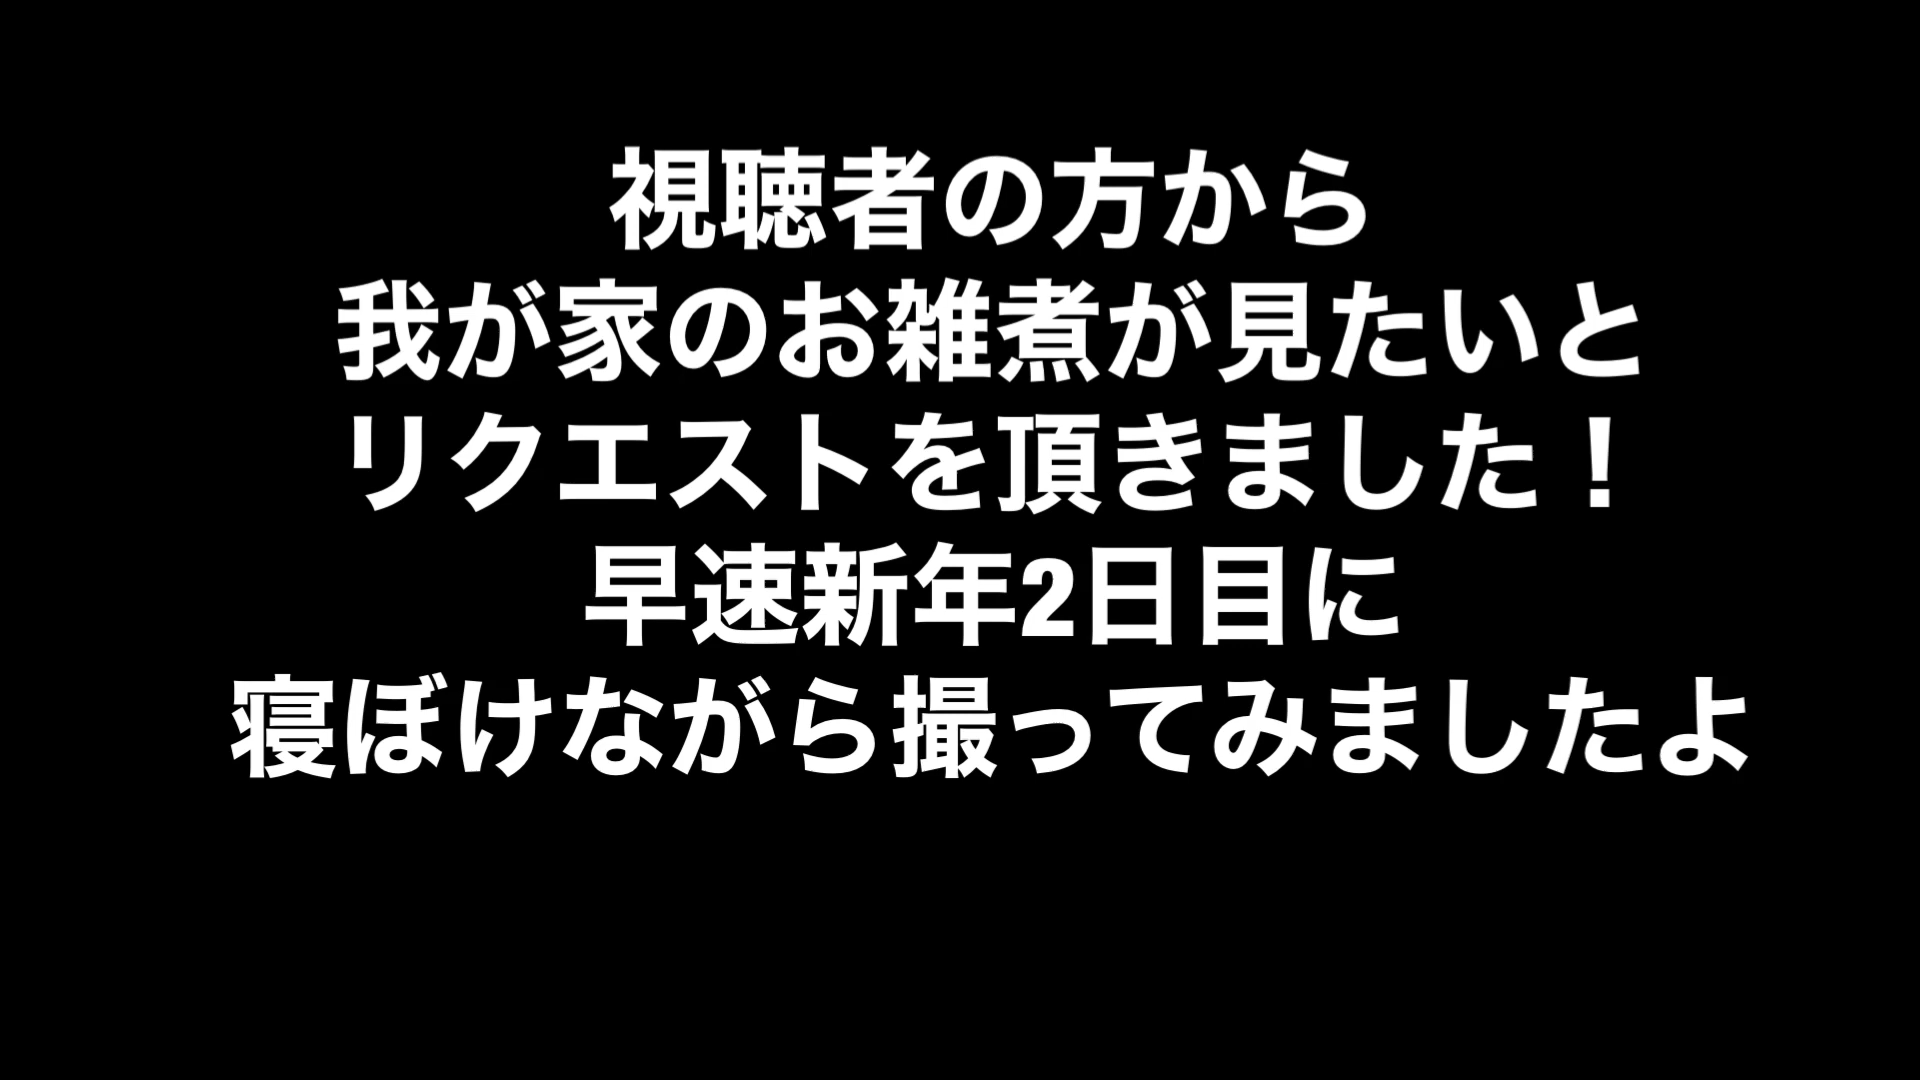 視聴者の方から
我が家のお雑煮が見たいと
リクエストを頂きました！
早速新年2日目に
寝ぼけながら撮ってみましたよ